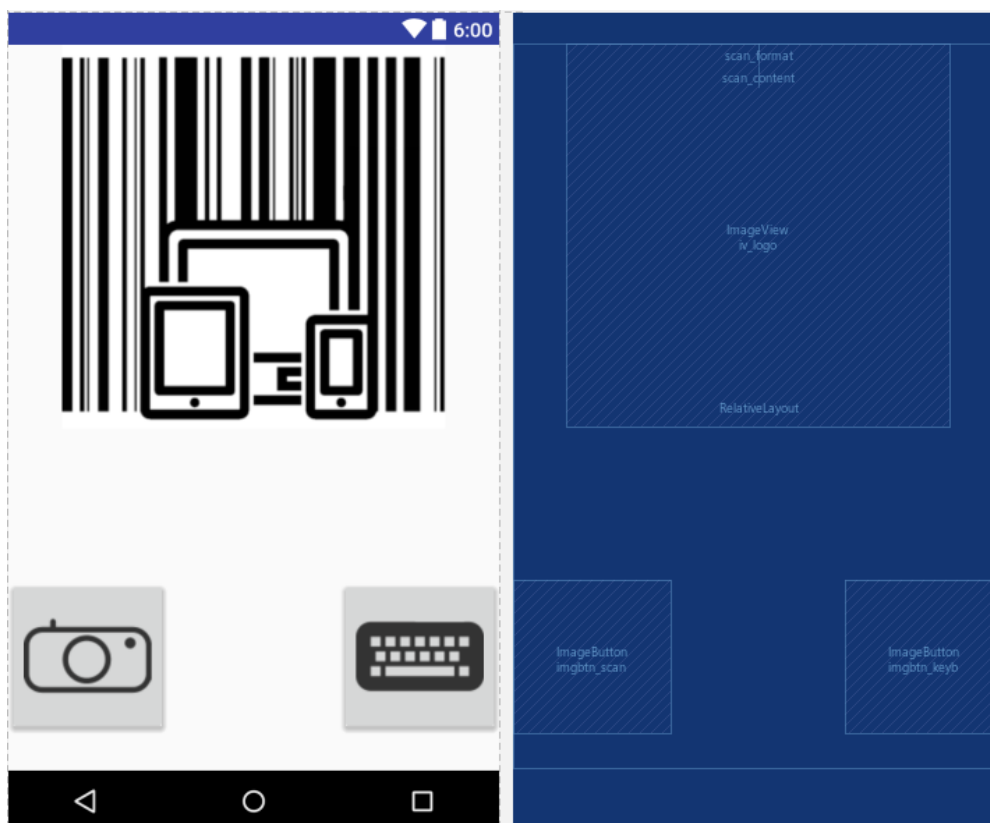 6:00
scan_format
scan_content
ImageView
iv_logo
RelativeLayout
ImageButton
imgbtn_scan
ImageButton
imgbtn_keyb